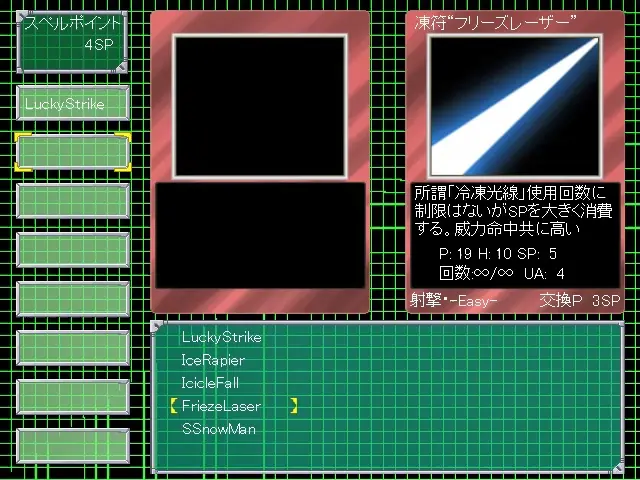 スペルポイント
4SP
LuckyStrike
凍符“フリーズレーザー”
所謂「冷凍光線」使用回数に
制限はないがSPを大きく消費
する。威力命中共に高い
P: 19 H: 10 SP: 5
回数:∞/∞ UA: 4
射撃・-Easy- 交換P 3SP
LuckyStrike
IceRapier
IcicleFall
【 FriezeLaser 】
SSnowMan